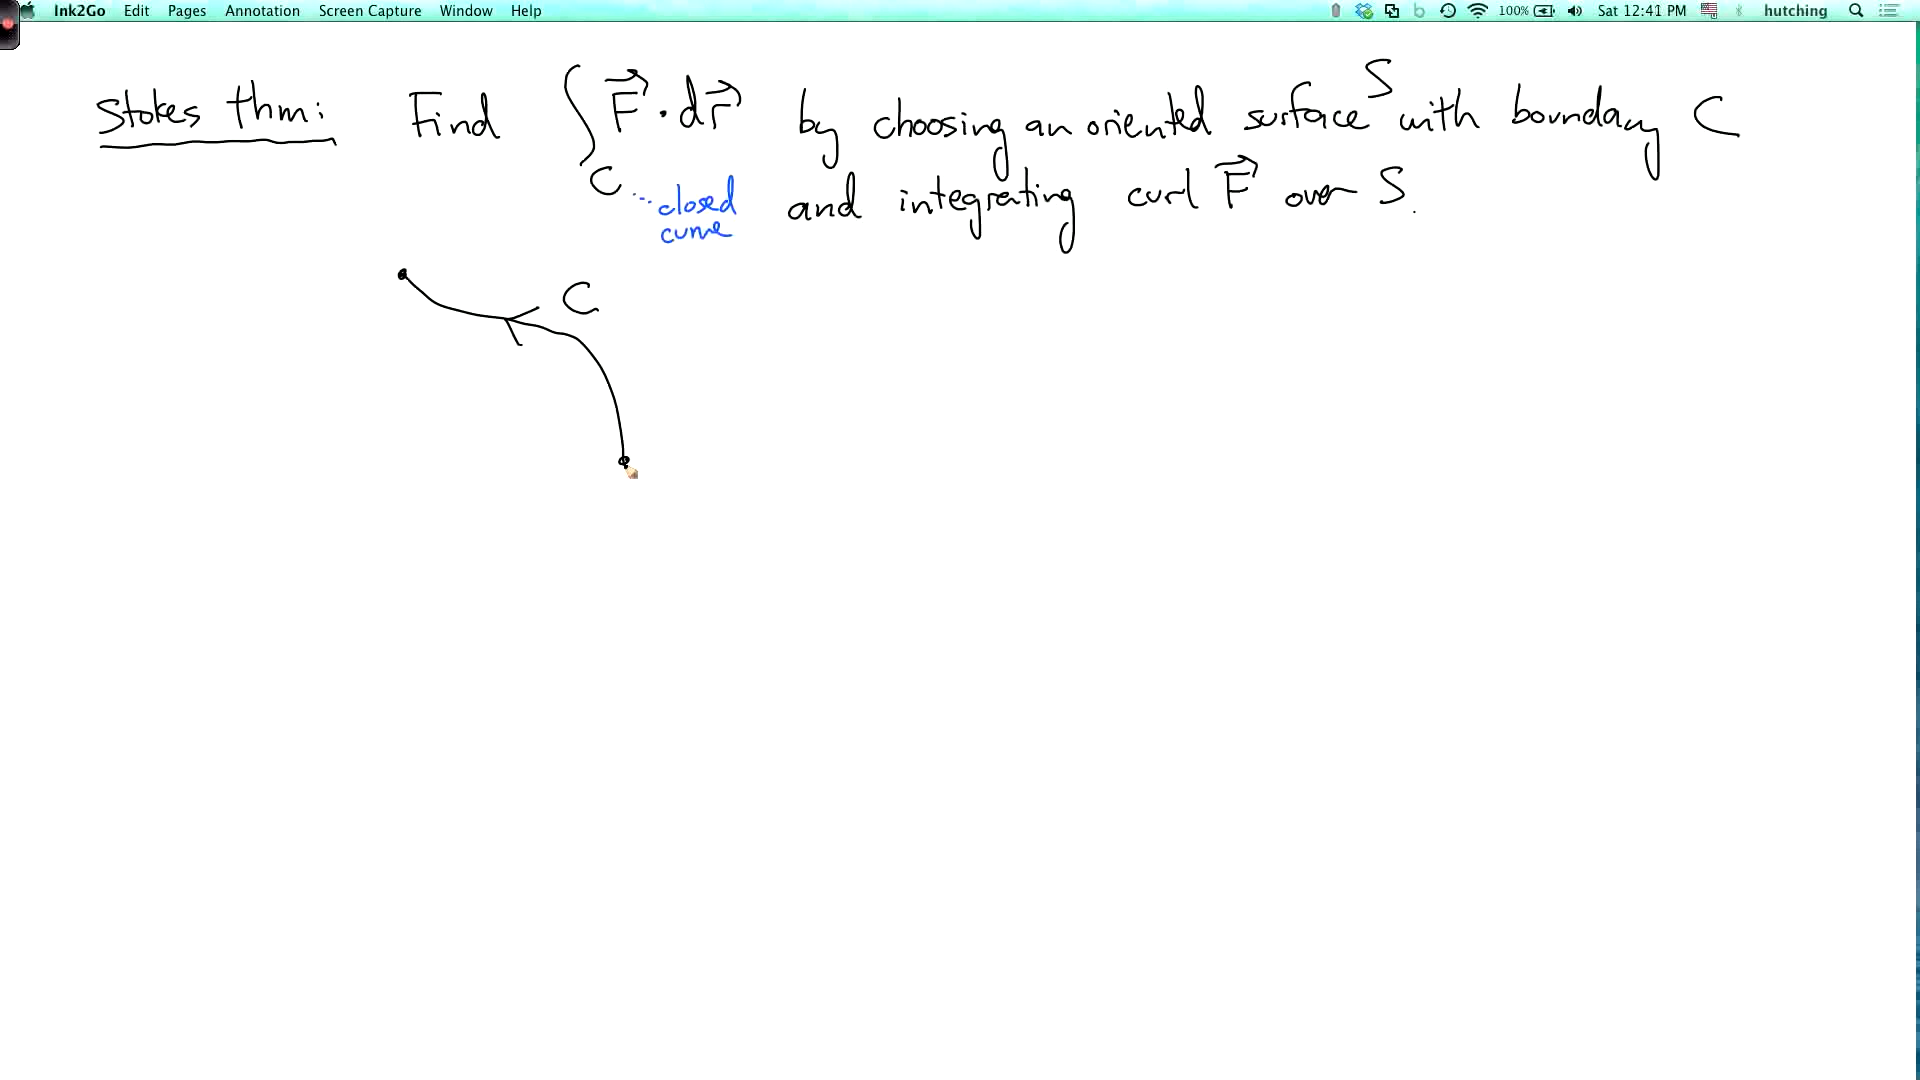 Ink2Go Edit Pages Annotation Screen Capture Window Help 100% Sat 12:41 PM hutching
Stokes thm: Find ∫_C F⃗ · dr⃗ by choosing an oriented surface S with boundary C
closed curve
and integrating curl F⃗ over S.
C